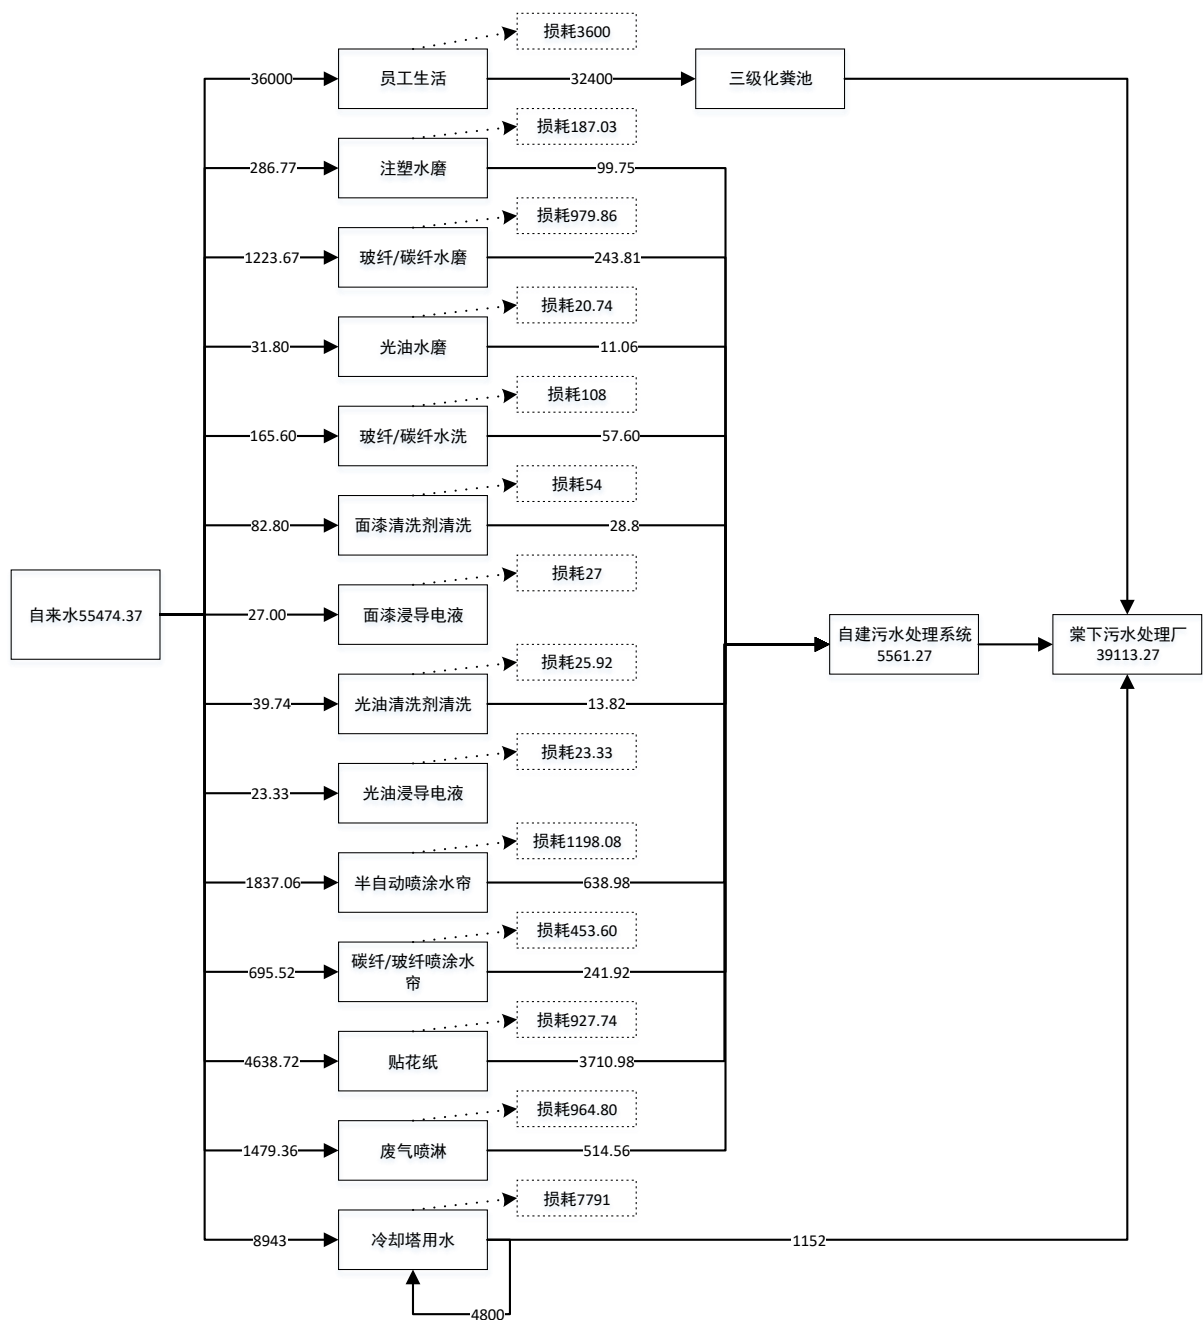 损耗3600
36000
员工生活
32400
三级化粪池
损耗187.03
286.77
注塑水磨
99.75
损耗979.86
1223.67
玻纤/碳纤水磨
243.81
损耗20.74
31.80
光油水磨
11.06
损耗108
165.60
玻纤/碳纤水洗
57.60
损耗54
82.80
面漆清洗剂清洗
28.8
损耗27
自来水55474.37
27.00
面漆浸导电液
自建污水处理系统
5561.27
棠下污水处理厂
39113.27
损耗25.92
39.74
光油清洗剂清洗
13.82
损耗23.33
23.33
光油浸导电液
损耗1198.08
1837.06
半自动喷涂水帘
638.98
损耗453.60
695.52
碳纤/玻纤喷涂水
帘
241.92
损耗927.74
4638.72
贴花纸
3710.98
损耗964.80
1479.36
废气喷淋
514.56
损耗7791
8943
冷却塔用水
1152
4800